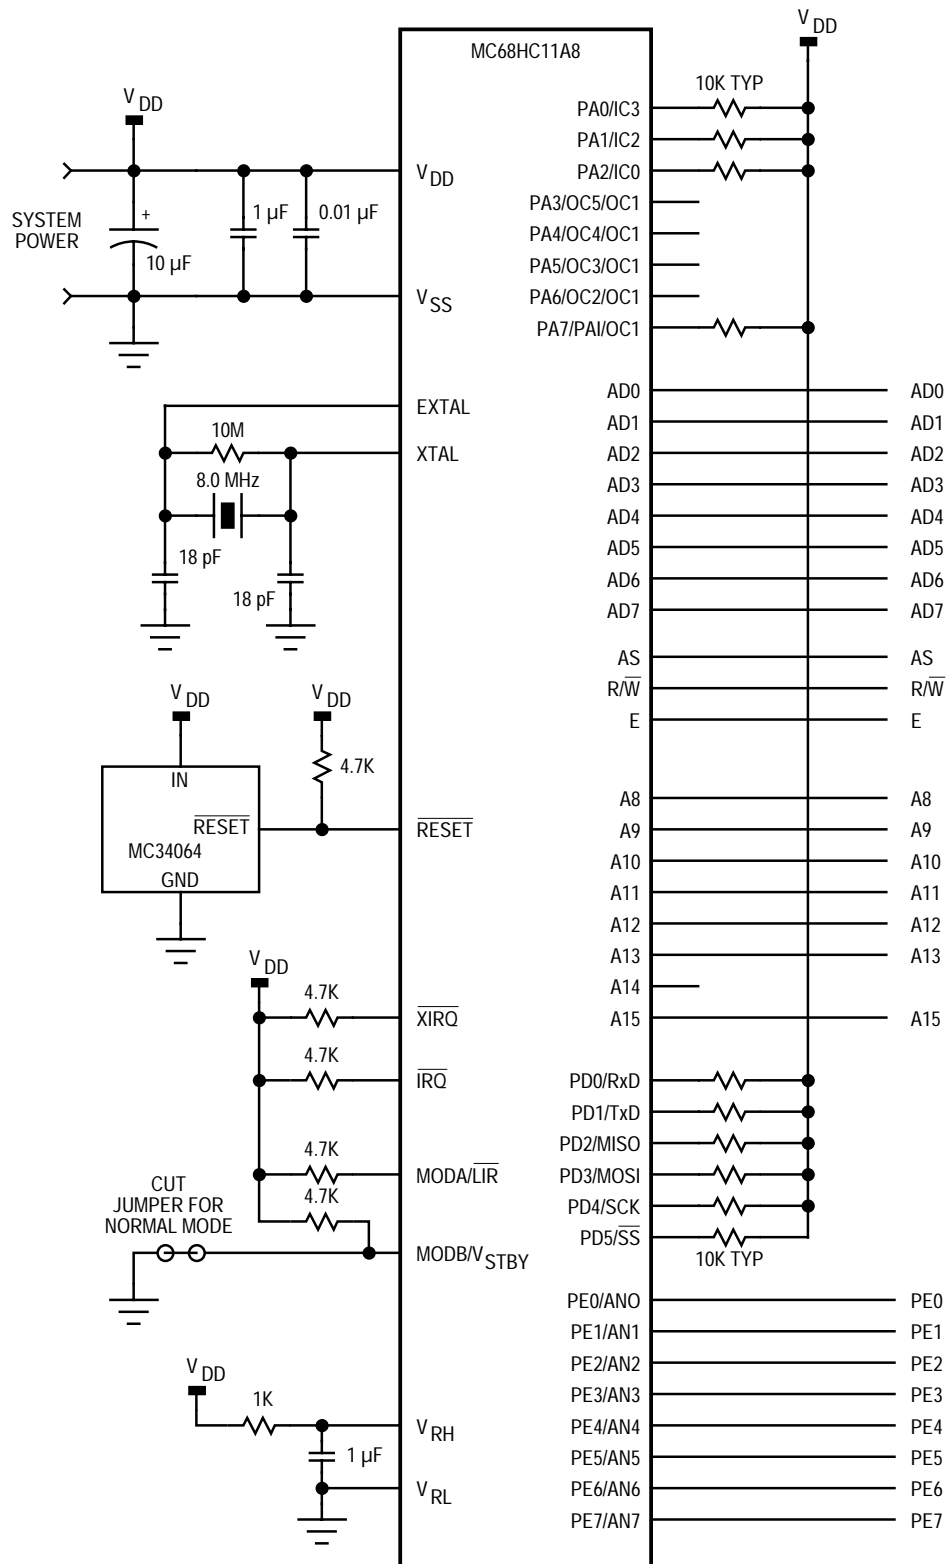 MC68HC11A8
V DD
10K TYP
PA0/IC3
PA1/IC2
PA2/IC0
PA3/OC5/OC1
PA4/OC4/OC1
PA5/OC3/OC1
PA6/OC2/OC1
PA7/PAI/OC1
V DD
V DD
SYSTEM
POWER
+
10 µF
1 µF
0.01 µF
V SS
EXTAL
XTAL
10M
8.0 MHz
18 pF
18 pF
AD0 AD0
AD1 AD1
AD2 AD2
AD3 AD3
AD4 AD4
AD5 AD5
AD6 AD6
AD7 AD7
AS AS
R/W R/W
E E
V DD
V DD
IN
4.7K
RESET
RESET
MC34064
GND
A8 A8
A9 A9
A10 A10
A11 A11
A12 A12
A13 A13
A14
A15 A15
V DD
4.7K
XIRQ
4.7K
IRQ
4.7K
MODA/LIR
4.7K
CUT
JUMPER FOR
NORMAL MODE
MODB/V STBY
PD0/RxD
PD1/TxD
PD2/MISO
PD3/MOSI
PD4/SCK
PD5/SS
10K TYP
PE0/ANO PE0
PE1/AN1 PE1
PE2/AN2 PE2
PE3/AN3 PE3
PE4/AN4 PE4
PE5/AN5 PE5
PE6/AN6 PE6
PE7/AN7 PE7
V DD
1K
V RH
1 µF
V RL